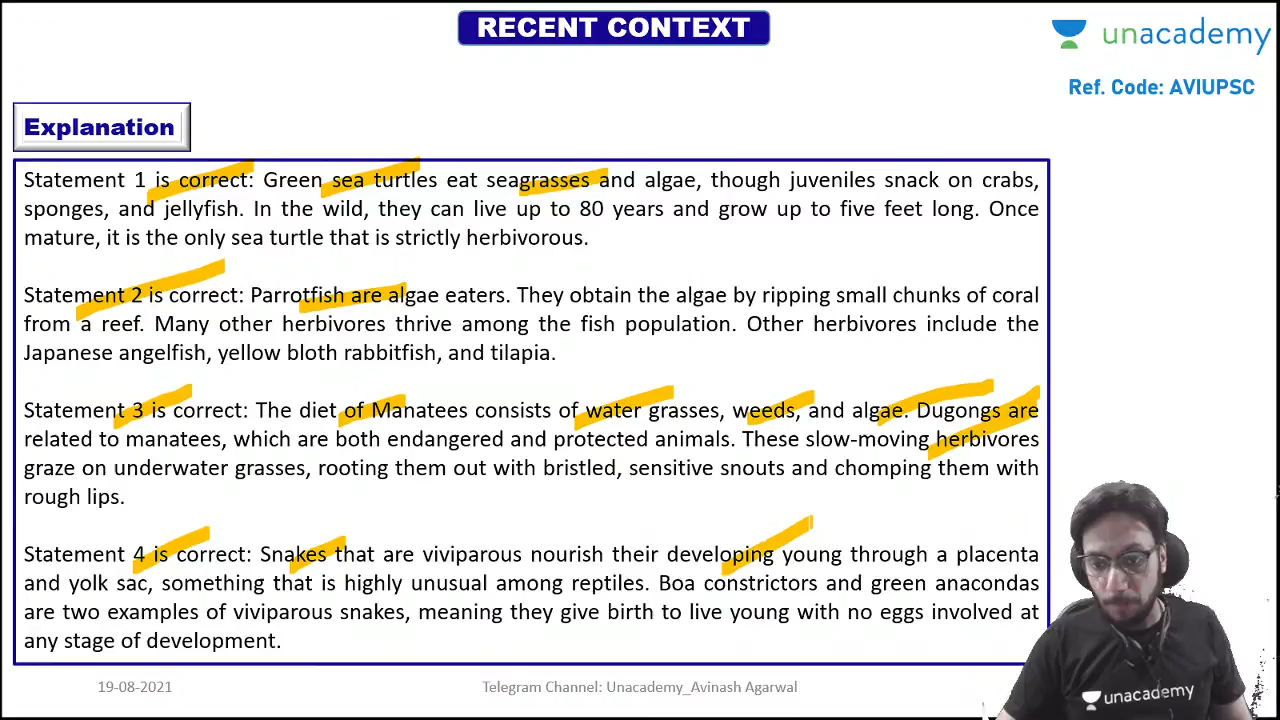 RECENT CONTEXT
unacademy
Ref. Code: AVIUPSC
Explanation
Statement 1 is correct: Green sea turtles eat seagrasses and algae, though juveniles snack on crabs,
sponges, and jellyfish. In the wild, they can live up to 80 years and grow up to five feet long. Once
mature, it is the only sea turtle that is strictly herbivorous.
Statement 2 is correct: Parrotfish are algae eaters. They obtain the algae by ripping small chunks of coral
from a reef. Many other herbivores thrive among the fish population. Other herbivores include the
Japanese angelfish, yellow bloth rabbitfish, and tilapia.
Statement 3 is correct: The diet of Manatees consists of water grasses, weeds, and algae. Dugongs are
related to manatees, which are both endangered and protected animals. These slow-moving herbivores
graze on underwater grasses, rooting them out with bristled, sensitive snouts and chomping them with
rough lips.
Statement 4 is correct: Snakes that are viviparous nourish their developing young through a placenta
and yolk sac, something that is highly unusual among reptiles. Boa constrictors and green anacondas
are two examples of viviparous snakes, meaning they give birth to live young with no eggs involved at
any stage of development.
19-08-2021
Telegram Channel: Unacademy_Avinash Agarwal
unacademy